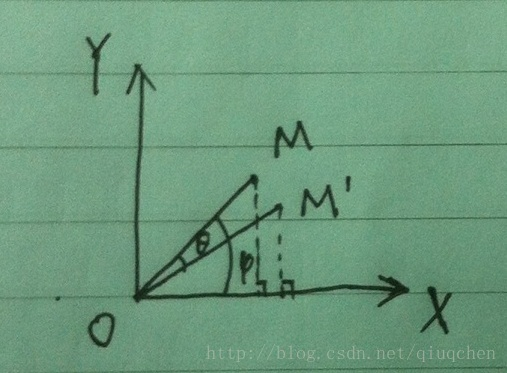 Y
M
M'
θ
φ
O
X
http://blog.csdn.net/qiuqchen